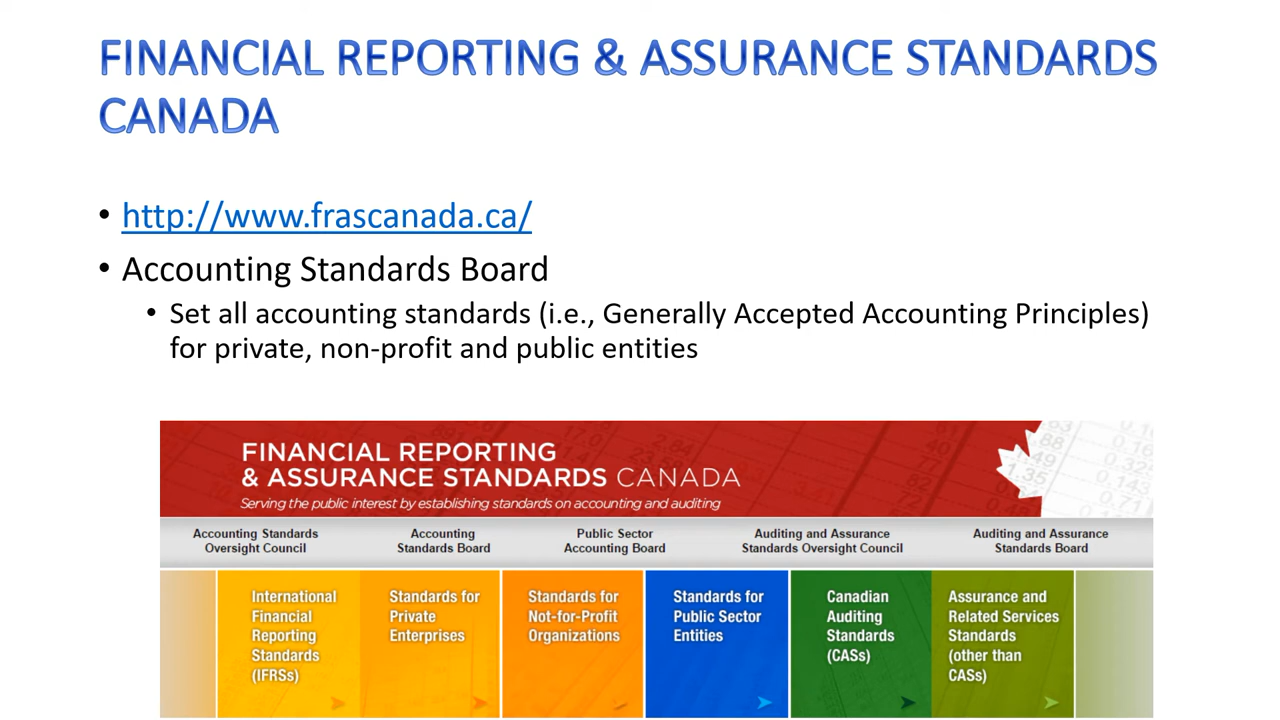 FINANCIAL REPORTING & ASSURANCE STANDARDS
CANADA
• http://www.frascanada.ca/
• Accounting Standards Board
• Set all accounting standards (i.e., Generally Accepted Accounting Principles)
for private, non-profit and public entities
FINANCIAL REPORTING
& ASSURANCE STANDARDS CANADA
Serving the public interest by establishing standards on accounting and auditing
Accounting Standards
Oversight Council
Accounting
Standards Board
Public Sector
Accounting Board
Auditing and Assurance
Standards Oversight Council
Auditing and Assurance
Standards Board
International
Financial
Reporting
Standards
(IFRSs)
Standards for
Private
Enterprises
Standards for
Not-for-Profit
Organizations
Standards for
Public Sector
Entities
Canadian
Auditing
Standards
(CASs)
Assurance and
Related Services
Standards
(other than
CASs)